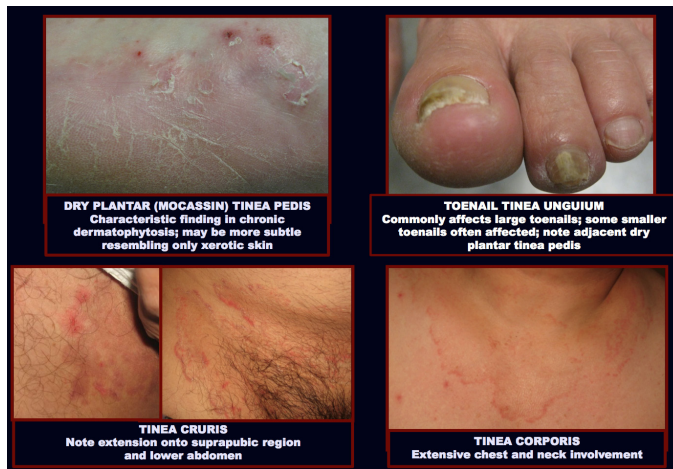 DRY PLANTAR (MOCASSIN) TINEA PEDIS
Characteristic finding in chronic
dermatophytosis; may be more subtle
resembling only xerotic skin
TOENAIL TINEA UNGUIUM
Commonly affects large toenails; some smaller
toenails often affected; note adjacent dry
plantar tinea pedis
TINEA CRURIS
Note extension onto suprapubic region
and lower abdomen
TINEA CORPORIS
Extensive chest and neck involvement